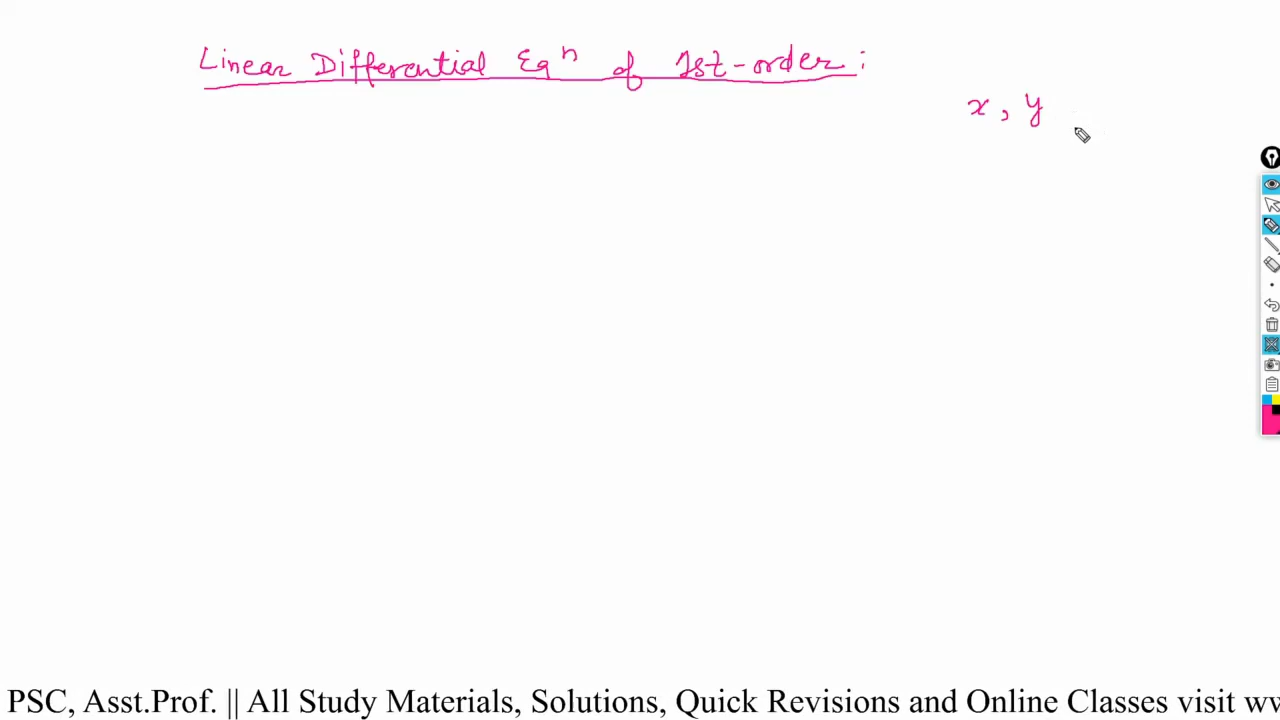 Linear Differential Eqⁿ of 1st-order :
x, y
PSC, Asst.Prof. || All Study Materials, Solutions, Quick Revisions and Online Classes visit ww